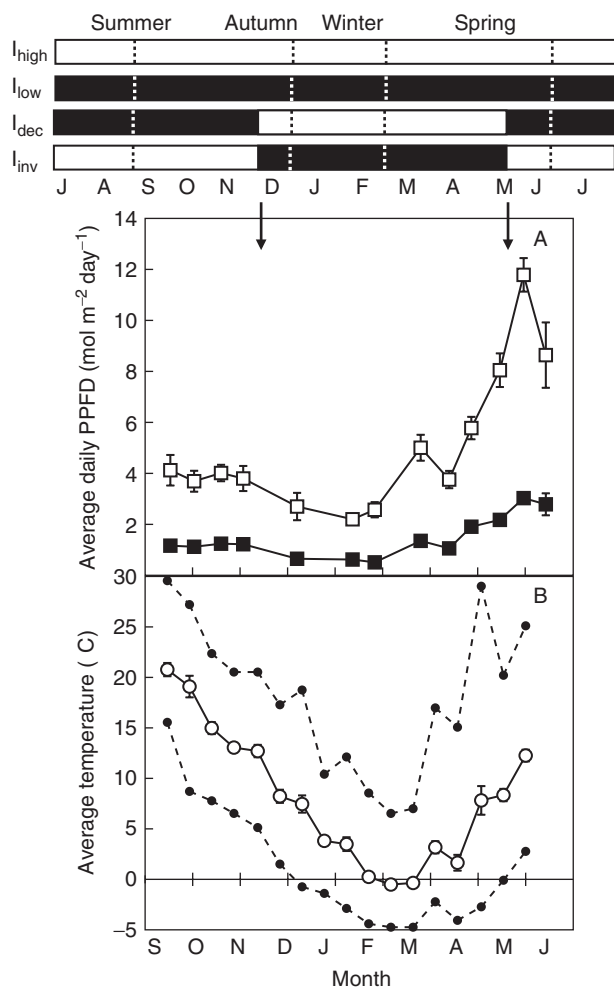 Summer Autumn Winter Spring
I_high
I_low
I_dec
I_inv
J A S O N D J F M A M J J
14
12
10
8
6
4
2
0
Average daily PPFD (mol m⁻² day⁻¹)
A
30
25
20
15
10
5
0
−5
Average temperature ( C)
B
S O N D J F M A M J
Month